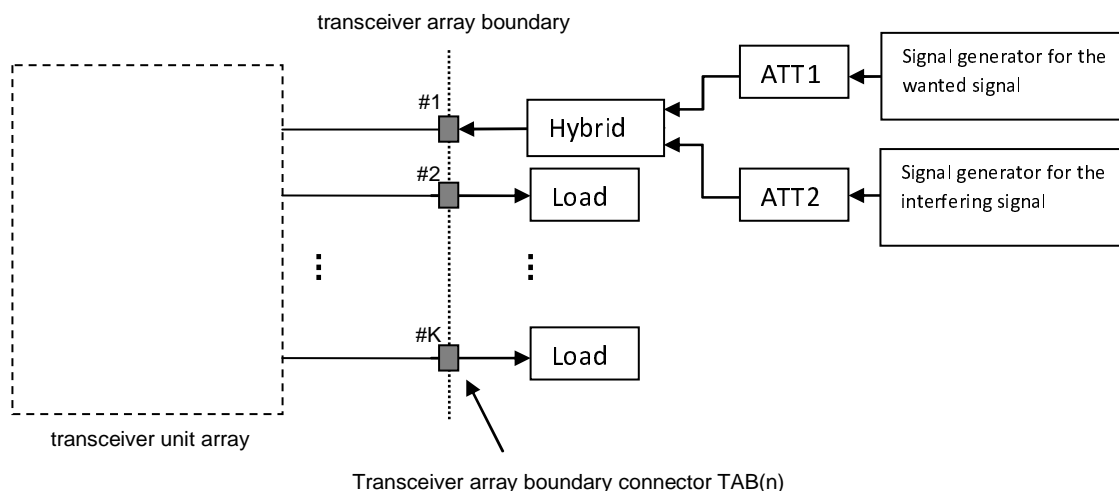 transceiver array boundary
#1
Hybrid
ATT1
Signal generator for the
wanted signal
#2
Load
ATT2
Signal generator for the
interfering signal
#K
Load
transceiver unit array
Transceiver array boundary connector TAB(n)